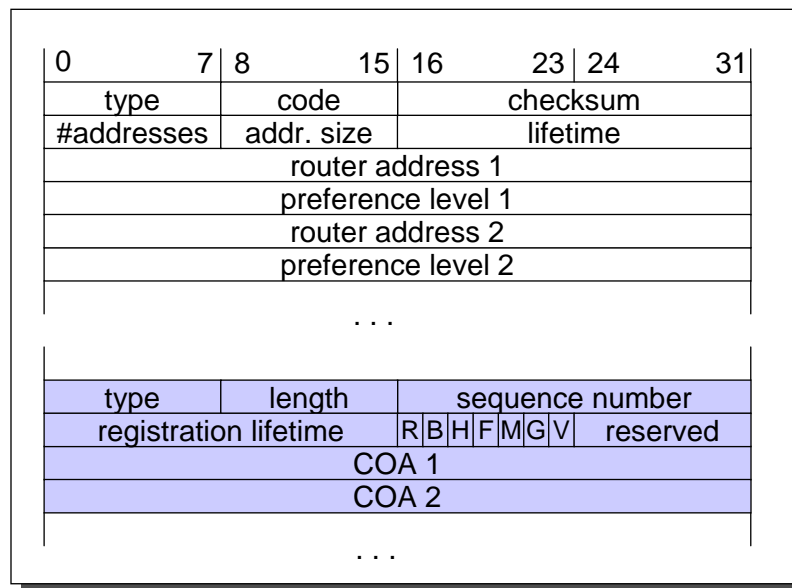 0 7 8 15 16 23 24 31
type code checksum
#addresses addr. size lifetime
router address 1
preference level 1
router address 2
preference level 2
. . .
type length sequence number
registration lifetime R B H F M G V reserved
COA 1
COA 2
. . .